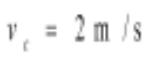 v_c = 2 m/s